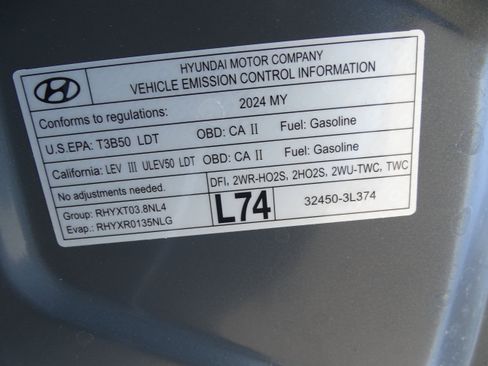 HYUNDAI MOTOR COMPANY
VEHICLE EMISSION CONTROL INFORMATION
Conforms to regulations: 2024 MY
U.S.EPA: T3B50 LDT OBD: CA II Fuel: Gasoline
California: LEV III ULEV50 LDT OBD: CA II Fuel: Gasoline
No adjustments needed. DFI, 2WR-HO2S, 2HO2S, 2WU-TWC, TWC
Group: RHYXT03.8NL4 L74 32450-3L374
Evap.: RHYXR0135NLG